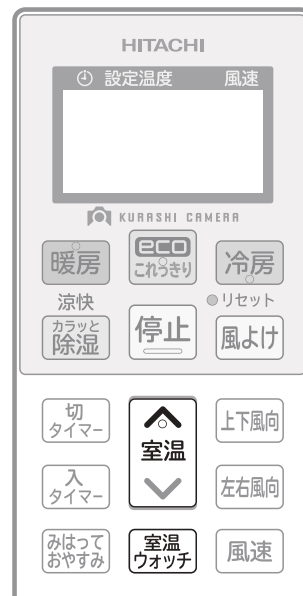 HITACHI
設定温度 風速
KURASHI CAMERA
暖房
eco
これっきり
冷房
涼快
リセット
カラッと
除湿
停止
風よけ
切
タイマー
室温
上下風向
入
タイマー
左右風向
みはって
おやすみ
室温
ウォッチ
風速